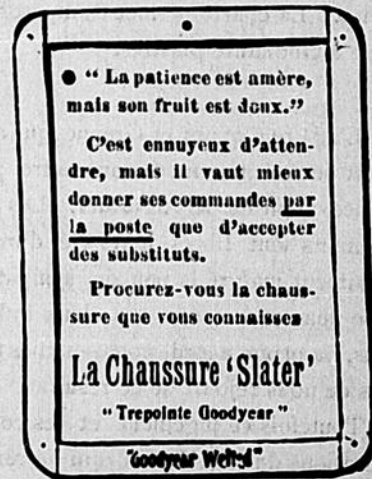 ● “ La patience est amère,
mais son fruit est doux.”
C’est ennuyeux d’atten-
dre, mais il vaut mieux
donner ses commandes par
la poste que d’accepter
des substituts.
Procurez-vous la chaus-
sure que vous connaissez
La Chaussure ‘Slater’
“ Trepointe Goodyear ”
"Goodyear Welted"